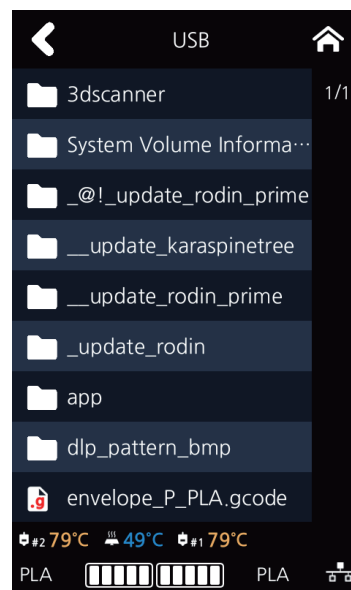 USB
3dscanner
1/1
System Volume Informa···
_@!_update_rodin_prime
__update_karaspinetree
__update_rodin_prime
_update_rodin
app
dlp_pattern_bmp
.g envelope_P_PLA.gcode
#2 79°C 49°C #1 79°C
PLA PLA